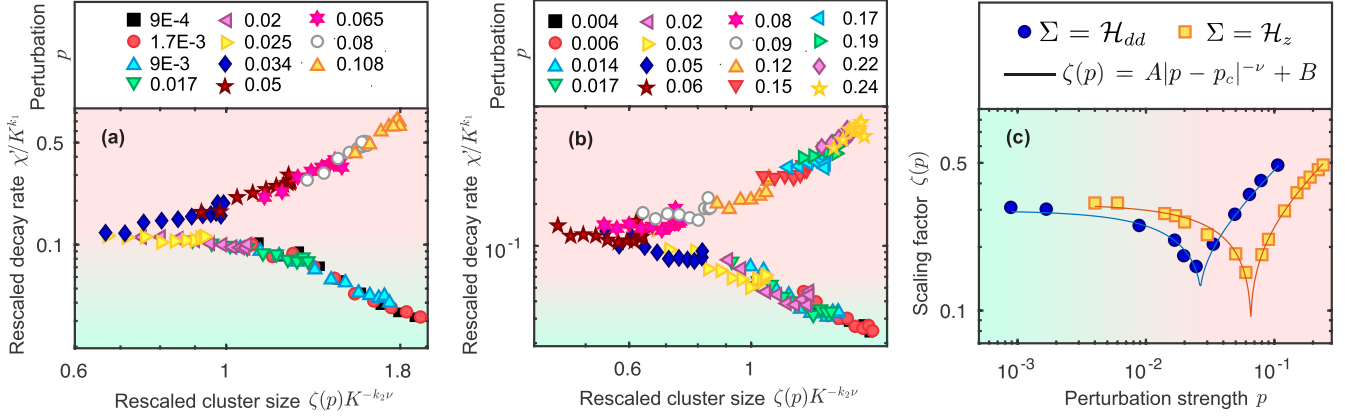 Perturbation
p
9E-4 0.02 0.065
1.7E-3 0.025 0.08
9E-3 0.034 0.108
0.017 0.05
(a)
Rescaled decay rate χ′/K^{k₁}
0.5
0.1
0.6 1 1.8
Rescaled cluster size ζ(p)K^{−k₂ν}
Perturbation
p
0.004 0.02 0.08 0.17
0.006 0.03 0.09 0.19
0.014 0.05 0.12 0.22
0.017 0.06 0.15 0.24
(b)
Rescaled decay rate χ′/K^{k₁}
10⁻¹
0.6 1
Rescaled cluster size ζ(p)K^{−k₂ν}
Σ = ℋ_{dd} Σ = ℋ_z
ζ(p) = A|p − p_c|^{−ν} + B
(c)
Scaling factor ζ(p)
0.5
0.1
10⁻³ 10⁻² 10⁻¹
Perturbation strength p